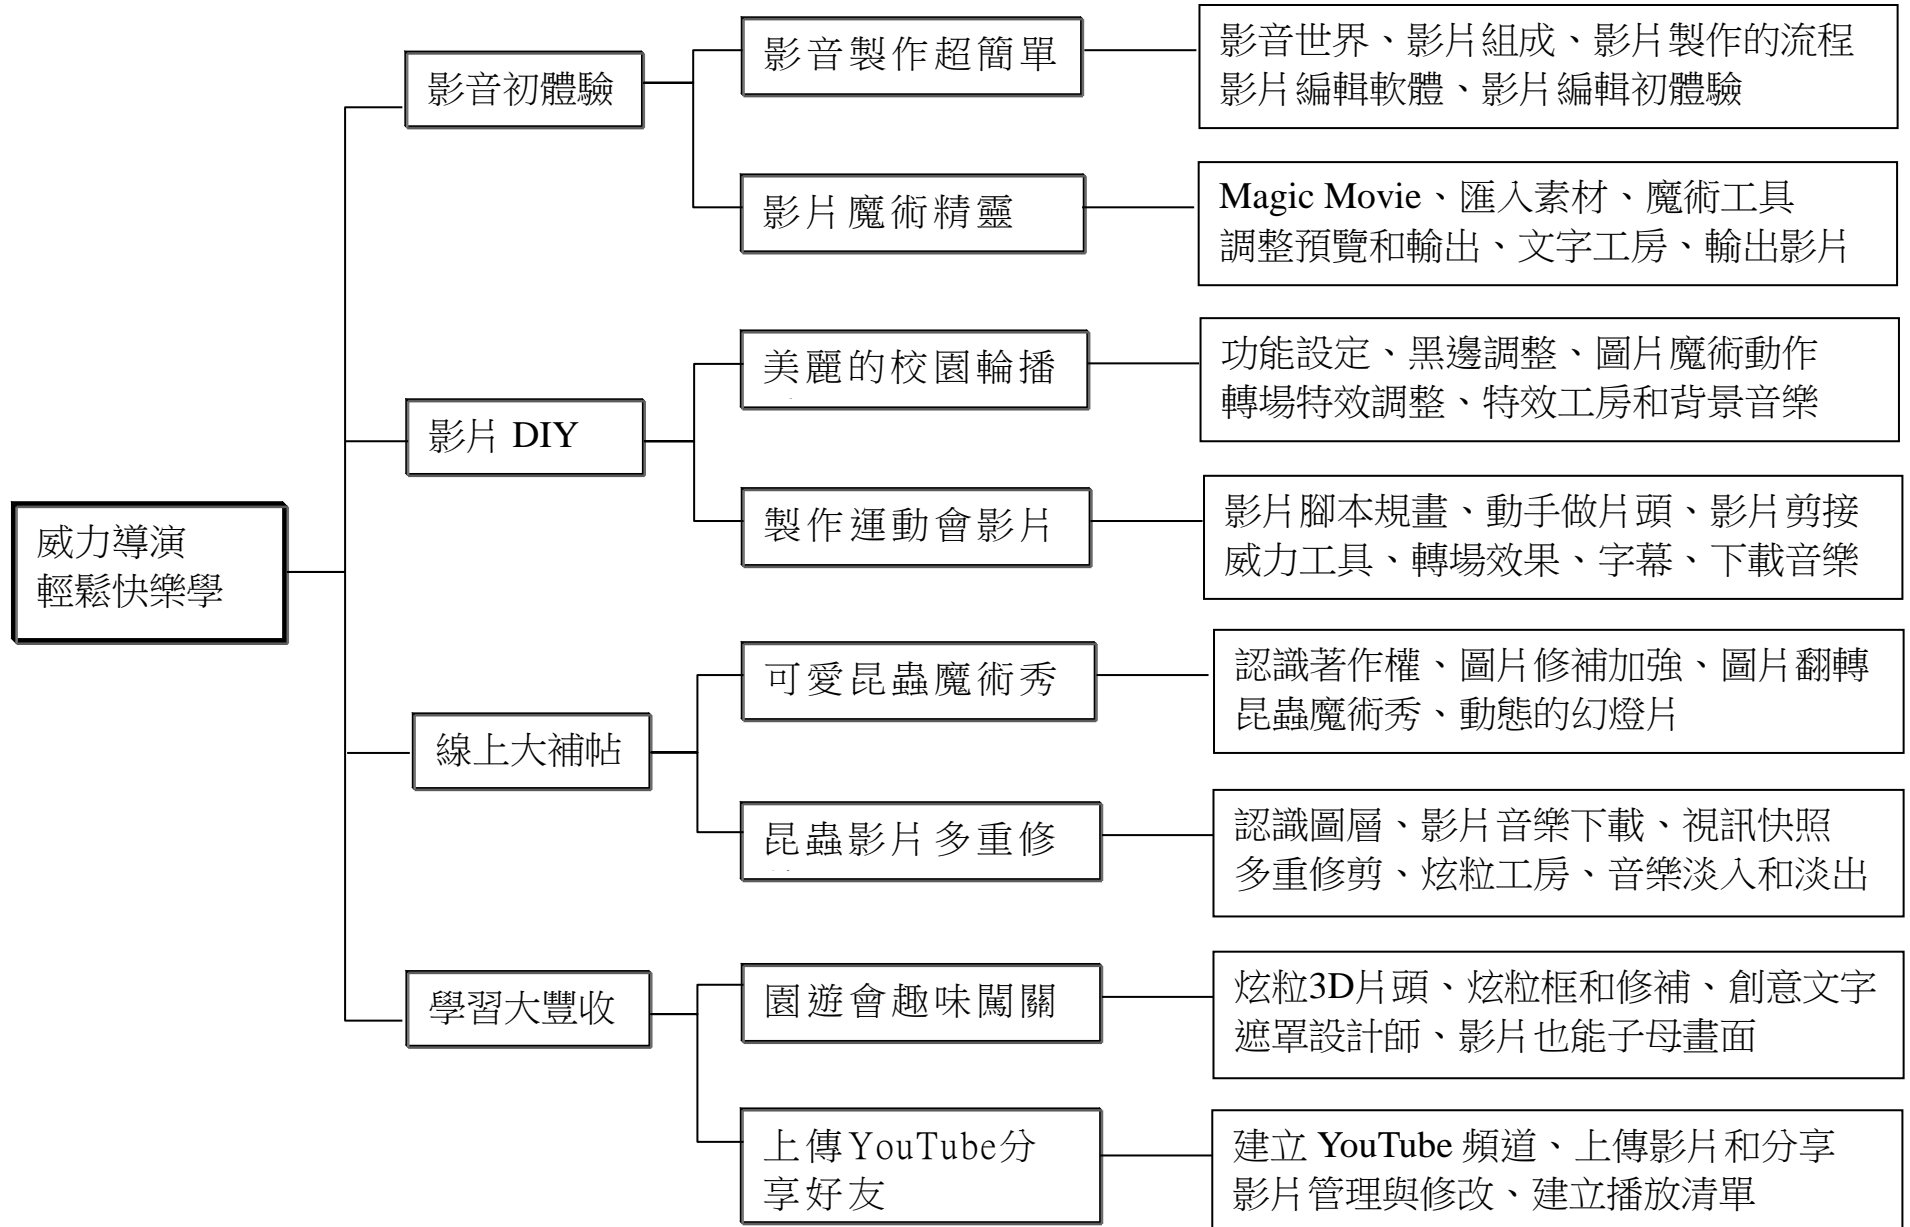 威力導演
輕鬆快樂學
影音初體驗
影音製作超簡單
影音世界、影片組成、影片製作的流程
影片編輯軟體、影片編輯初體驗
影片魔術精靈
Magic Movie、匯入素材、魔術工具
調整預覽和輸出、文字工房、輸出影片
影片 DIY
美麗的校園輪播
功能設定、黑邊調整、圖片魔術動作
轉場特效調整、特效工房和背景音樂
製作運動會影片
影片腳本規畫、動手做片頭、影片剪接
威力工具、轉場效果、字幕、下載音樂
線上大補帖
可愛昆蟲魔術秀
認識著作權、圖片修補加強、圖片翻轉
昆蟲魔術秀、動態的幻燈片
昆蟲影片多重修
認識圖層、影片音樂下載、視訊快照
多重修剪、炫粒工房、音樂淡入和淡出
學習大豐收
園遊會趣味闖關
炫粒3D片頭、炫粒框和修補、創意文字
遮罩設計師、影片也能子母畫面
上傳YouTube分
享好友
建立 YouTube 頻道、上傳影片和分享
影片管理與修改、建立播放清單